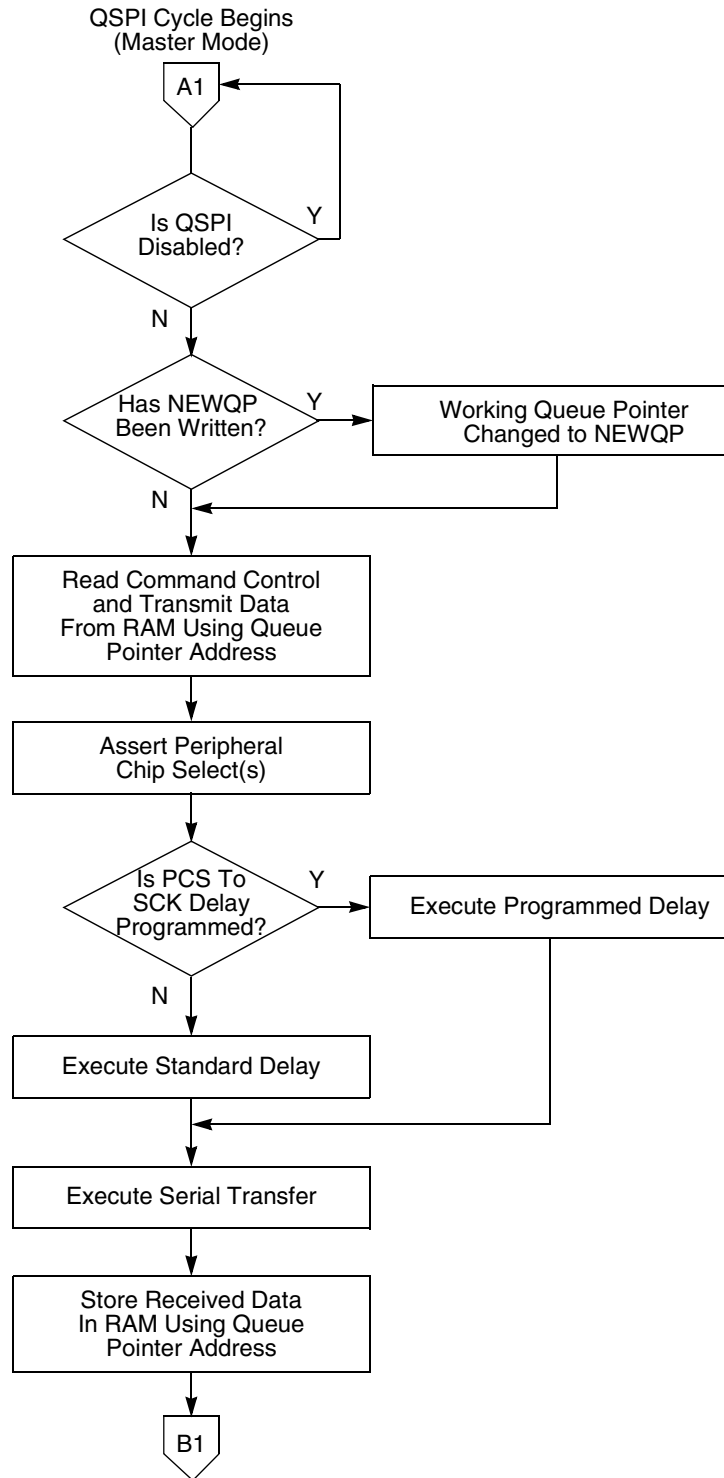 QSPI Cycle Begins
(Master Mode)
A1
Is QSPI
Disabled?
Y
N
Has NEWQP
Been Written?
Y
Working Queue Pointer
Changed to NEWQP
N
Read Command Control
and Transmit Data
From RAM Using Queue
Pointer Address
Assert Peripheral
Chip Select(s)
Is PCS To
SCK Delay
Programmed?
Y
Execute Programmed Delay
N
Execute Standard Delay
Execute Serial Transfer
Store Received Data
In RAM Using Queue
Pointer Address
B1